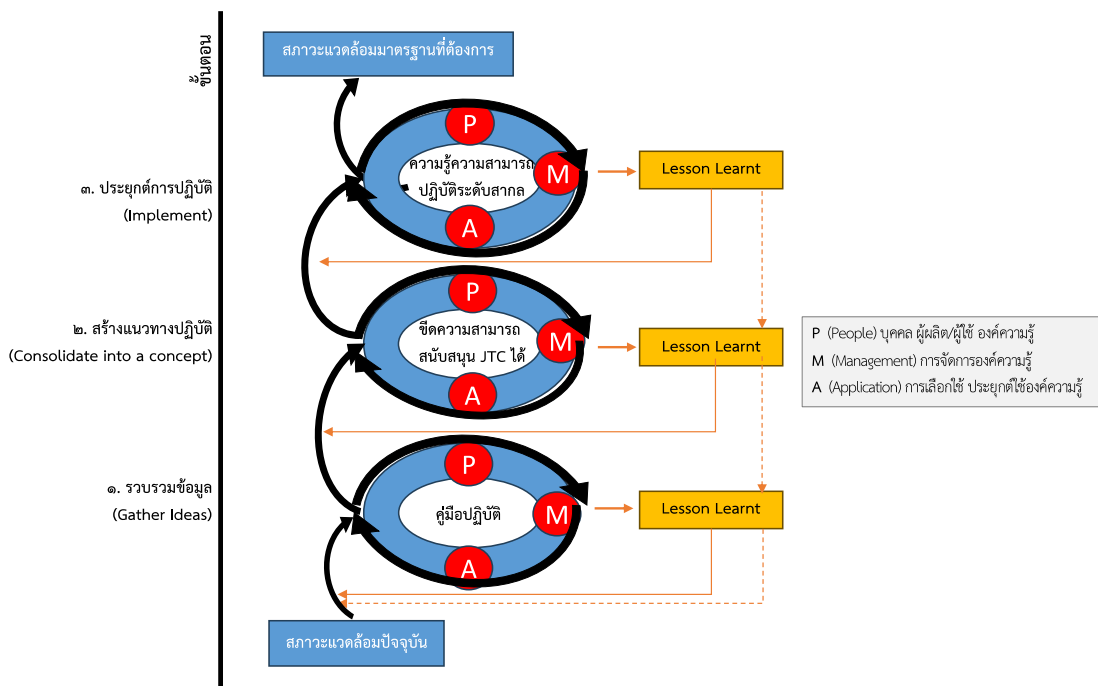 ขั้นตอน
สภาวะแวดล้อมมาตรฐานที่ต้องการ
๓. ประยุกต์การปฏิบัติ
(Implement)
P
ความรู้ความสามารถ
ปฏิบัติระดับสากล
M
A
Lesson Learnt
๒. สร้างแนวทางปฏิบัติ
(Consolidate into a concept)
P
ขีดความสามารถ
สนับสนุน JTC ได้
M
A
Lesson Learnt
P (People) บุคคล ผู้ผลิต/ผู้ใช้ องค์ความรู้
M (Management) การจัดการองค์ความรู้
A (Application) การเลือกใช้ ประยุกต์ใช้องค์ความรู้
๑. รวบรวมข้อมูล
(Gather Ideas)
P
คู่มือปฏิบัติ
M
A
Lesson Learnt
สภาวะแวดล้อมปัจจุบัน